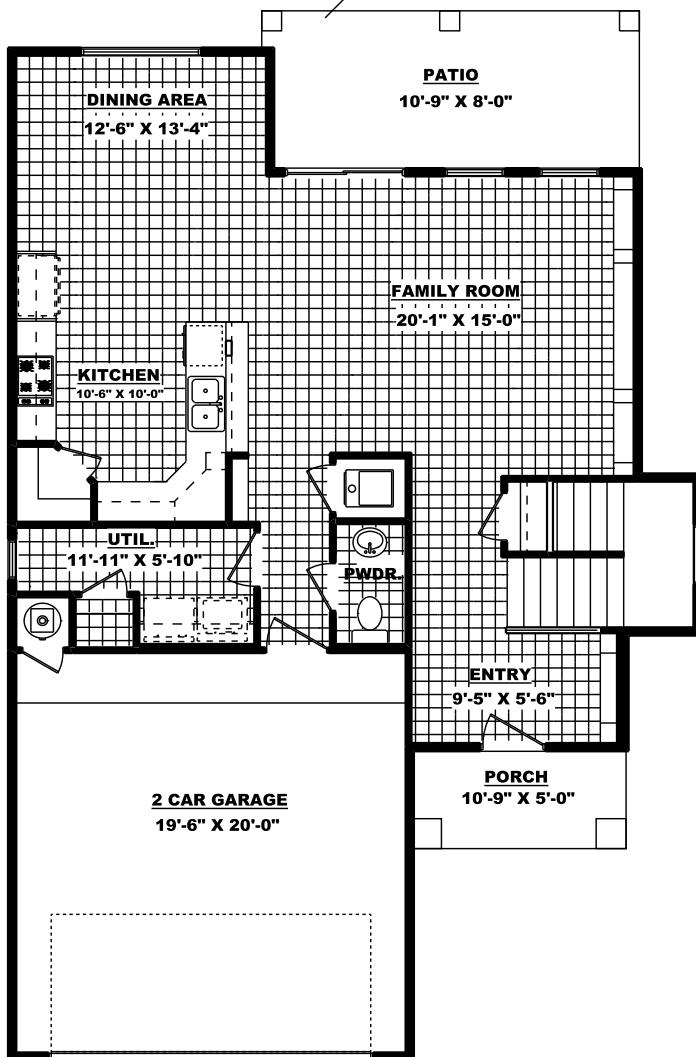 PATIO
10'-9" X 8'-0"
DINING AREA
12'-6" X 13'-4"
FAMILY ROOM
20'-1" X 15'-0"
KITCHEN
10'-6" X 10'-0"
UTIL.
11'-11" X 5'-10"
PWDR.
ENTRY
9'-5" X 5'-6"
PORCH
10'-9" X 5'-0"
2 CAR GARAGE
19'-6" X 20'-0"